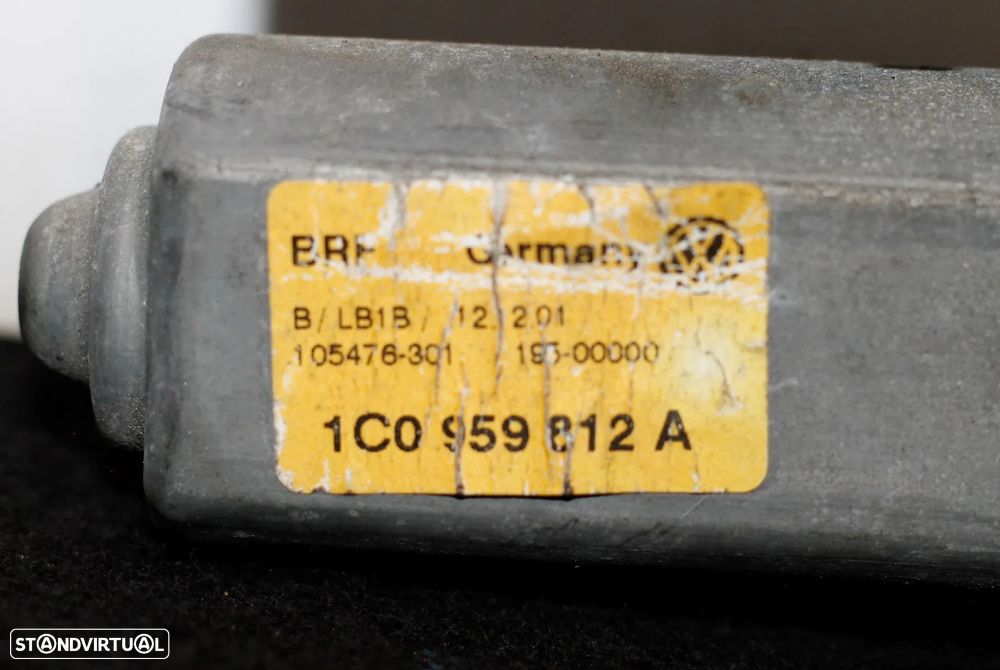 BRF Germany
B / LB1B / 12.2.01
105476-301 195-00000
1C0 959 812 A
STANDVIRTUAL